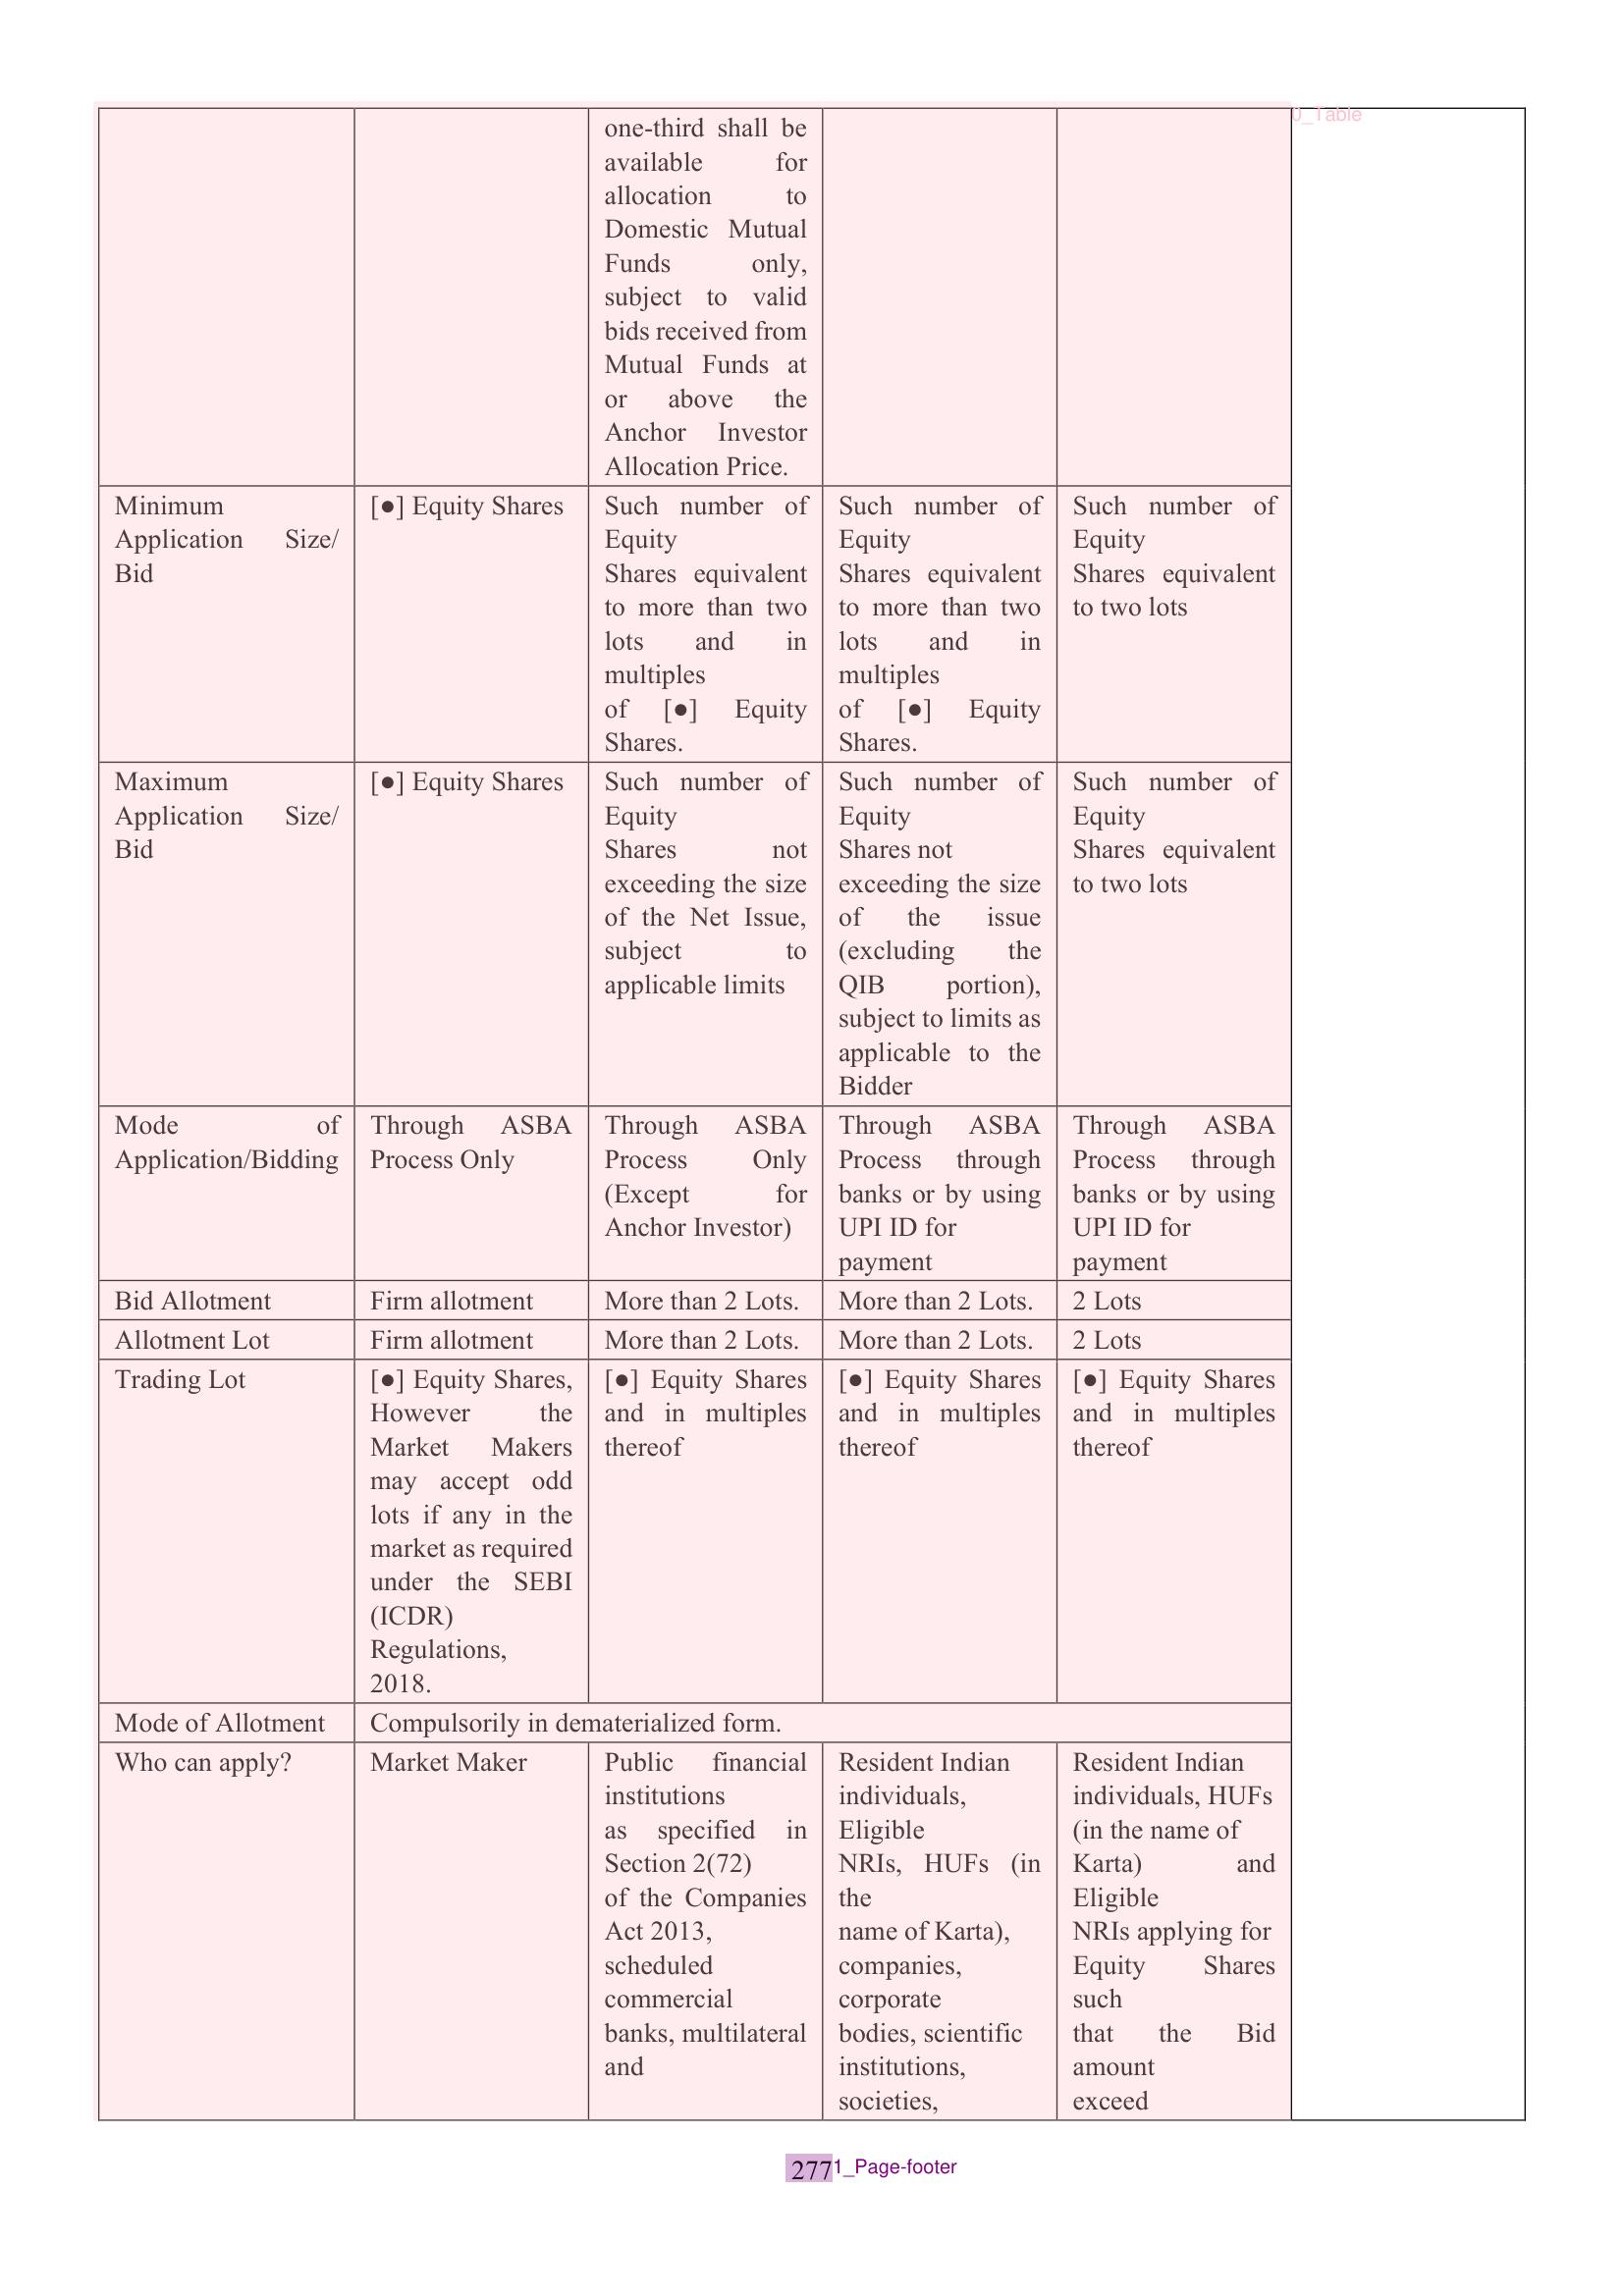 0_Table
one-third shall be
available for
allocation to
Domestic Mutual
Funds only,
subject to valid
bids received from
Mutual Funds at
or above the
Anchor Investor
Allocation Price.
Minimum
Application Size/
Bid
[●] Equity Shares
Such number of
Equity
Shares equivalent
to more than two
lots and in
multiples
of [●] Equity
Shares.
Such number of
Equity
Shares equivalent
to more than two
lots and in
multiples
of [●] Equity
Shares.
Such number of
Equity
Shares equivalent
to two lots
Maximum
Application Size/
Bid
[●] Equity Shares
Such number of
Equity
Shares not
exceeding the size
of the Net Issue,
subject to
applicable limits
Such number of
Equity
Shares not
exceeding the size
of the issue
(excluding the
QIB portion),
subject to limits as
applicable to the
Bidder
Such number of
Equity
Shares equivalent
to two lots
Mode of
Application/Bidding
Through ASBA
Process Only
Through ASBA
Process Only
(Except for
Anchor Investor)
Through ASBA
Process through
banks or by using
UPI ID for
payment
Through ASBA
Process through
banks or by using
UPI ID for
payment
Bid Allotment
Firm allotment
More than 2 Lots.
More than 2 Lots.
2 Lots
Allotment Lot
Firm allotment
More than 2 Lots.
More than 2 Lots.
2 Lots
Trading Lot
[●] Equity Shares,
However the
Market Makers
may accept odd
lots if any in the
market as required
under the SEBI
(ICDR)
Regulations,
2018.
[●] Equity Shares
and in multiples
thereof
[●] Equity Shares
and in multiples
thereof
[●] Equity Shares
and in multiples
thereof
Mode of Allotment
Compulsorily in dematerialized form.
Who can apply?
Market Maker
Public financial
institutions
as specified in
Section 2(72)
of the Companies
Act 2013,
scheduled
commercial
banks, multilateral
and
Resident Indian
individuals,
Eligible
NRIs, HUFs (in
the
name of Karta),
companies,
corporate
bodies, scientific
institutions,
societies,
Resident Indian
individuals, HUFs
(in the name of
Karta) and
Eligible
NRIs applying for
Equity Shares
such
that the Bid
amount
exceed
277
1_Page-footer